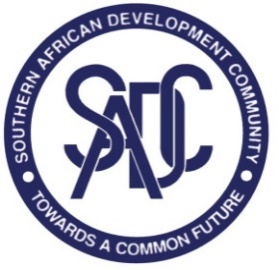 SOUTHERN AFRICAN DEVELOPMENT COMMUNITY
SADC
TOWARDS A COMMON FUTURE